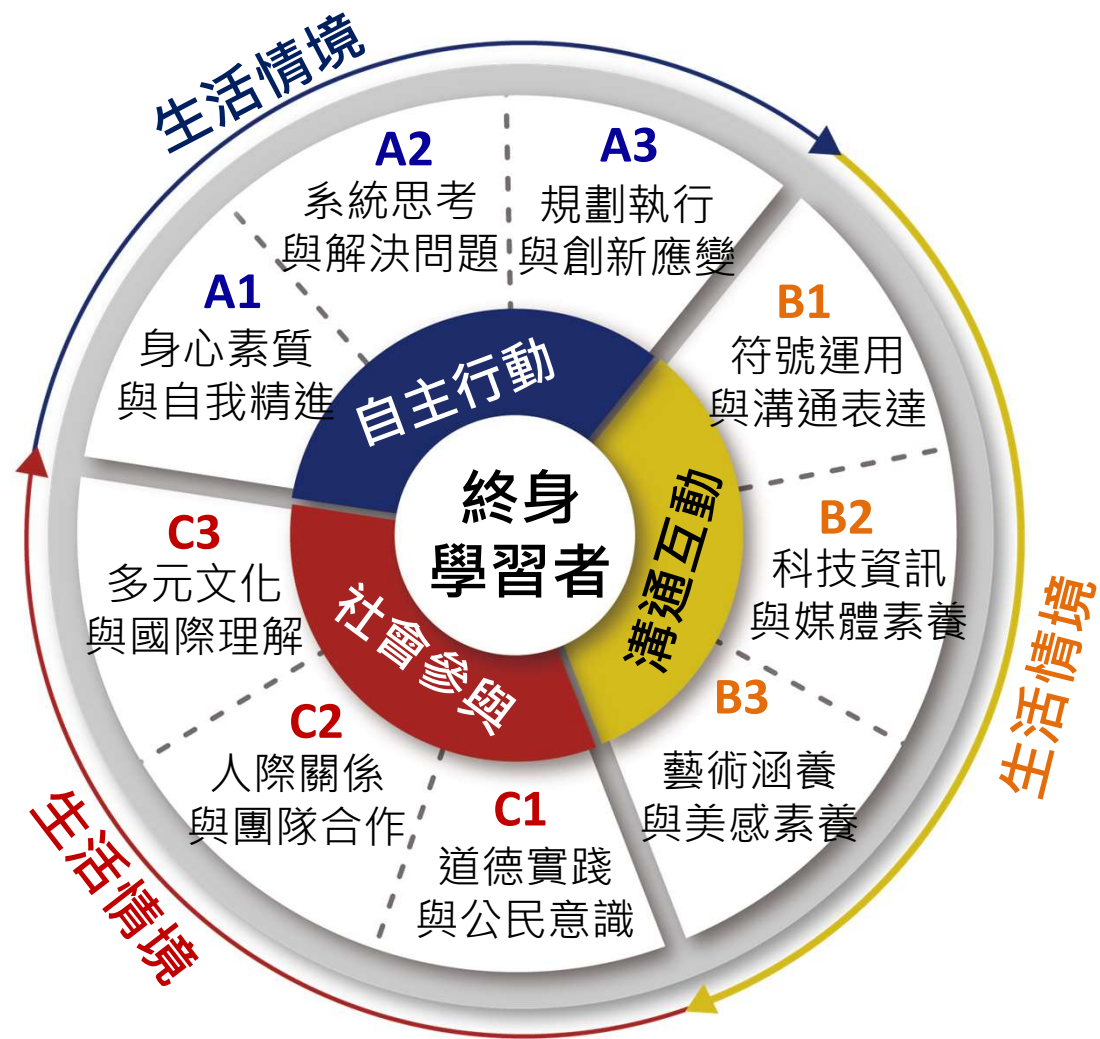 生活情境
A1
身心素質
與自我精進
A2
系統思考
與解決問題
A3
規劃執行
與創新應變
自主行動
生活情境
B1
符號運用
與溝通表達
B2
科技資訊
與媒體素養
B3
藝術涵養
與美感素養
溝通互動
生活情境
C1
道德實踐
與公民意識
C2
人際關係
與團隊合作
C3
多元文化
與國際理解
社會參與
終身
學習者